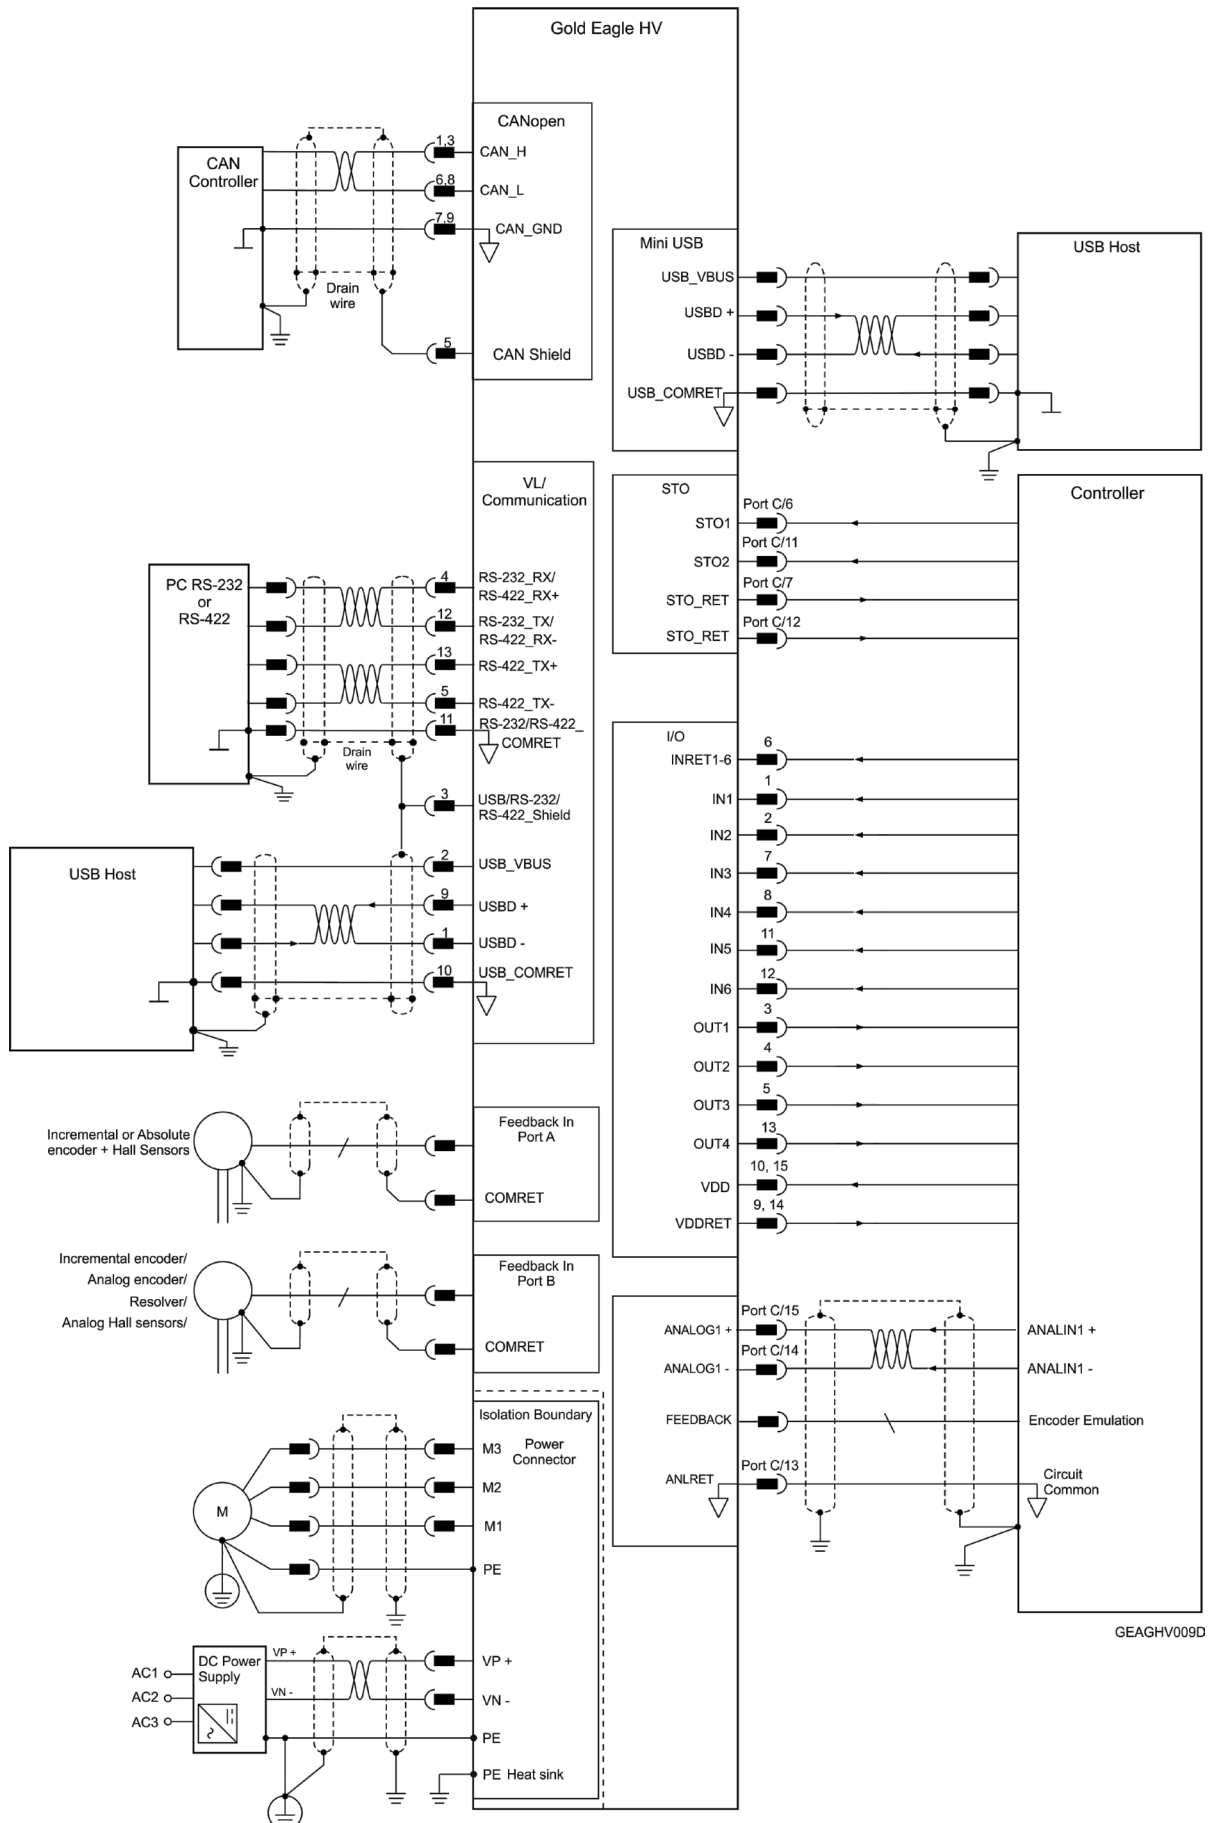 Gold Eagle HV
CANopen
CAN
Controller
1,3
CAN_H
6,8
CAN_L
7,9
CAN_GND
Drain
wire
5
CAN Shield
Mini USB
USB_VBUS
USBD +
USBD -
USB_COMRET
USB Host
VL/
Communication
PC RS-232
or
RS-422
4
RS-232_RX/
RS-422_RX+
12
RS-232_TX/
RS-422_RX-
13
RS-422_TX+
5
RS-422_TX-
11
RS-232/RS-422_
COMRET
Drain
wire
3
USB/RS-232/
RS-422_Shield
USB Host
2
USB_VBUS
9
USBD +
1
USBD -
10
USB_COMRET
STO
Port C/6
STO1
Port C/11
STO2
Port C/7
STO_RET
Port C/12
STO_RET
Controller
I/O
6
INRET1-6
1
IN1
2
IN2
7
IN3
8
IN4
11
IN5
12
IN6
3
OUT1
4
OUT2
5
OUT3
13
OUT4
10, 15
VDD
9, 14
VDDRET
Incremental or Absolute
encoder + Hall Sensors
Feedback In
Port A
COMRET
Incremental encoder/
Analog encoder/
Resolver/
Analog Hall sensors/
Feedback In
Port B
COMRET
Port C/15
ANALOG1 +
ANALIN1 +
Port C/14
ANALOG1 -
ANALIN1 -
FEEDBACK
Encoder Emulation
Port C/13
ANLRET
Circuit
Common
Isolation Boundary
Power
Connector
M3
M2
M1
M
PE
DC Power
Supply
AC1
AC2
AC3
VP +
VN -
VP +
VN -
PE
PE Heat sink
GEAGHV009D